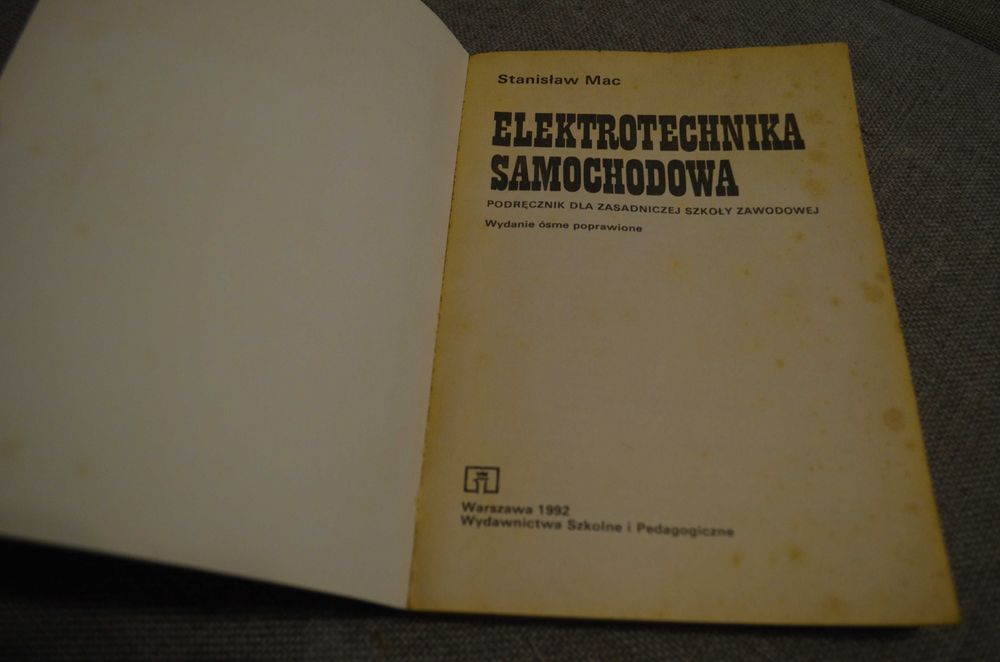 Stanisław Mac
ELEKTROTECHNIKA
SAMOCHODOWA
PODRĘCZNIK DLA ZASADNICZEJ SZKOŁY ZAWODOWEJ
Wydanie ósme poprawione
Warszawa 1992
Wydawnictwa Szkolne i Pedagogiczne